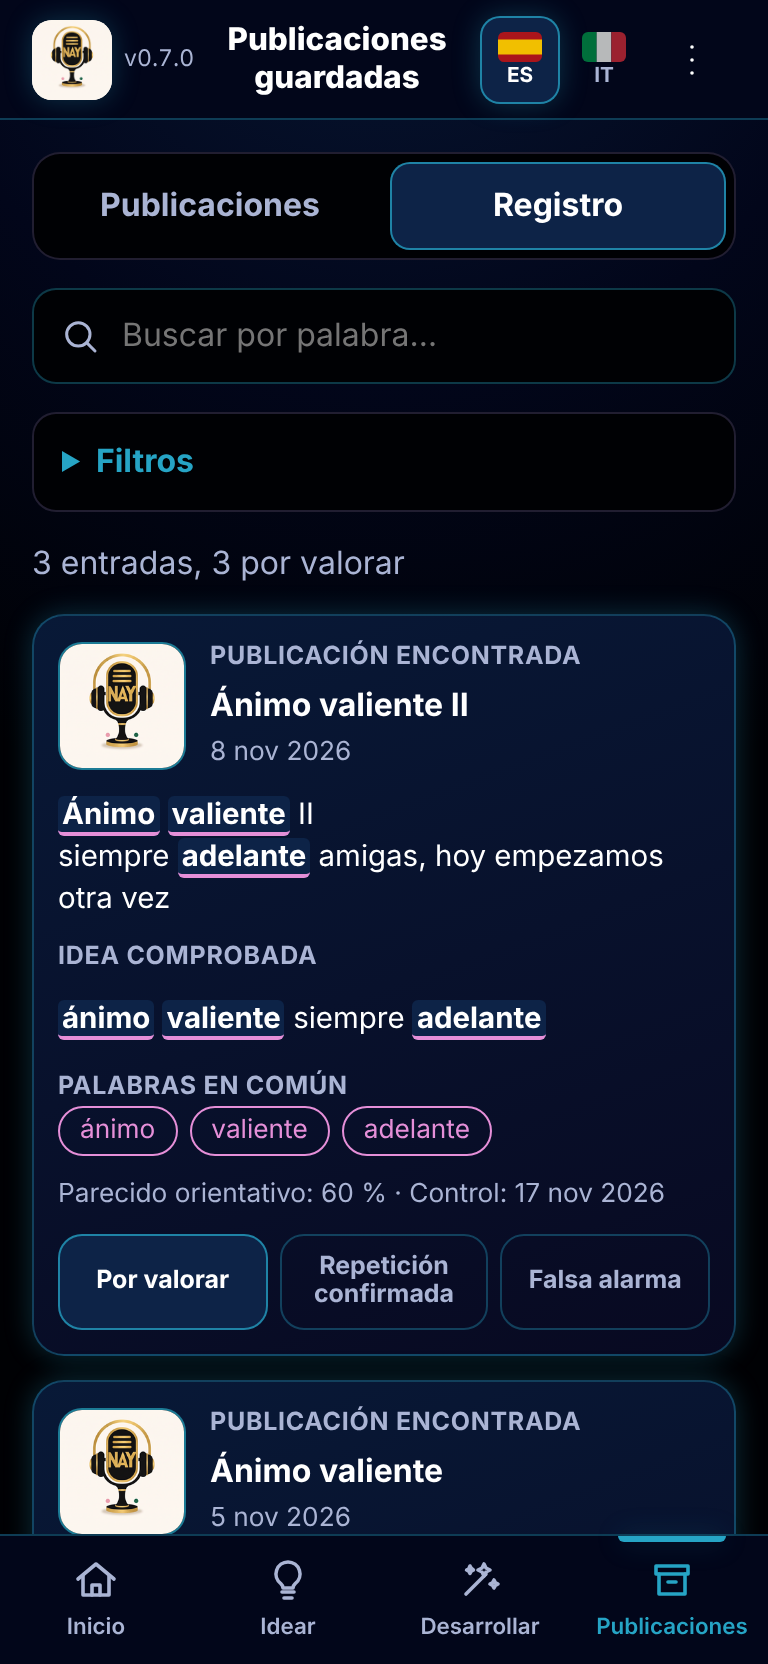 NAY
v0.7.0
Publicaciones
guardadas
ES
IT
Publicaciones
Registro
Buscar por palabra...
Filtros
3 entradas, 3 por valorar
NAY
PUBLICACIÓN ENCONTRADA
Ánimo valiente II
8 nov 2026
Ánimo valiente II
siempre adelante amigas, hoy empezamos
otra vez
IDEA COMPROBADA
ánimo valiente siempre adelante
PALABRAS EN COMÚN
ánimo
valiente
adelante
Parecido orientativo: 60 % · Control: 17 nov 2026
Por valorar
Repetición
confirmada
Falsa alarma
NAY
PUBLICACIÓN ENCONTRADA
Ánimo valiente
5 nov 2026
Inicio
Idear
Desarrollar
Publicaciones